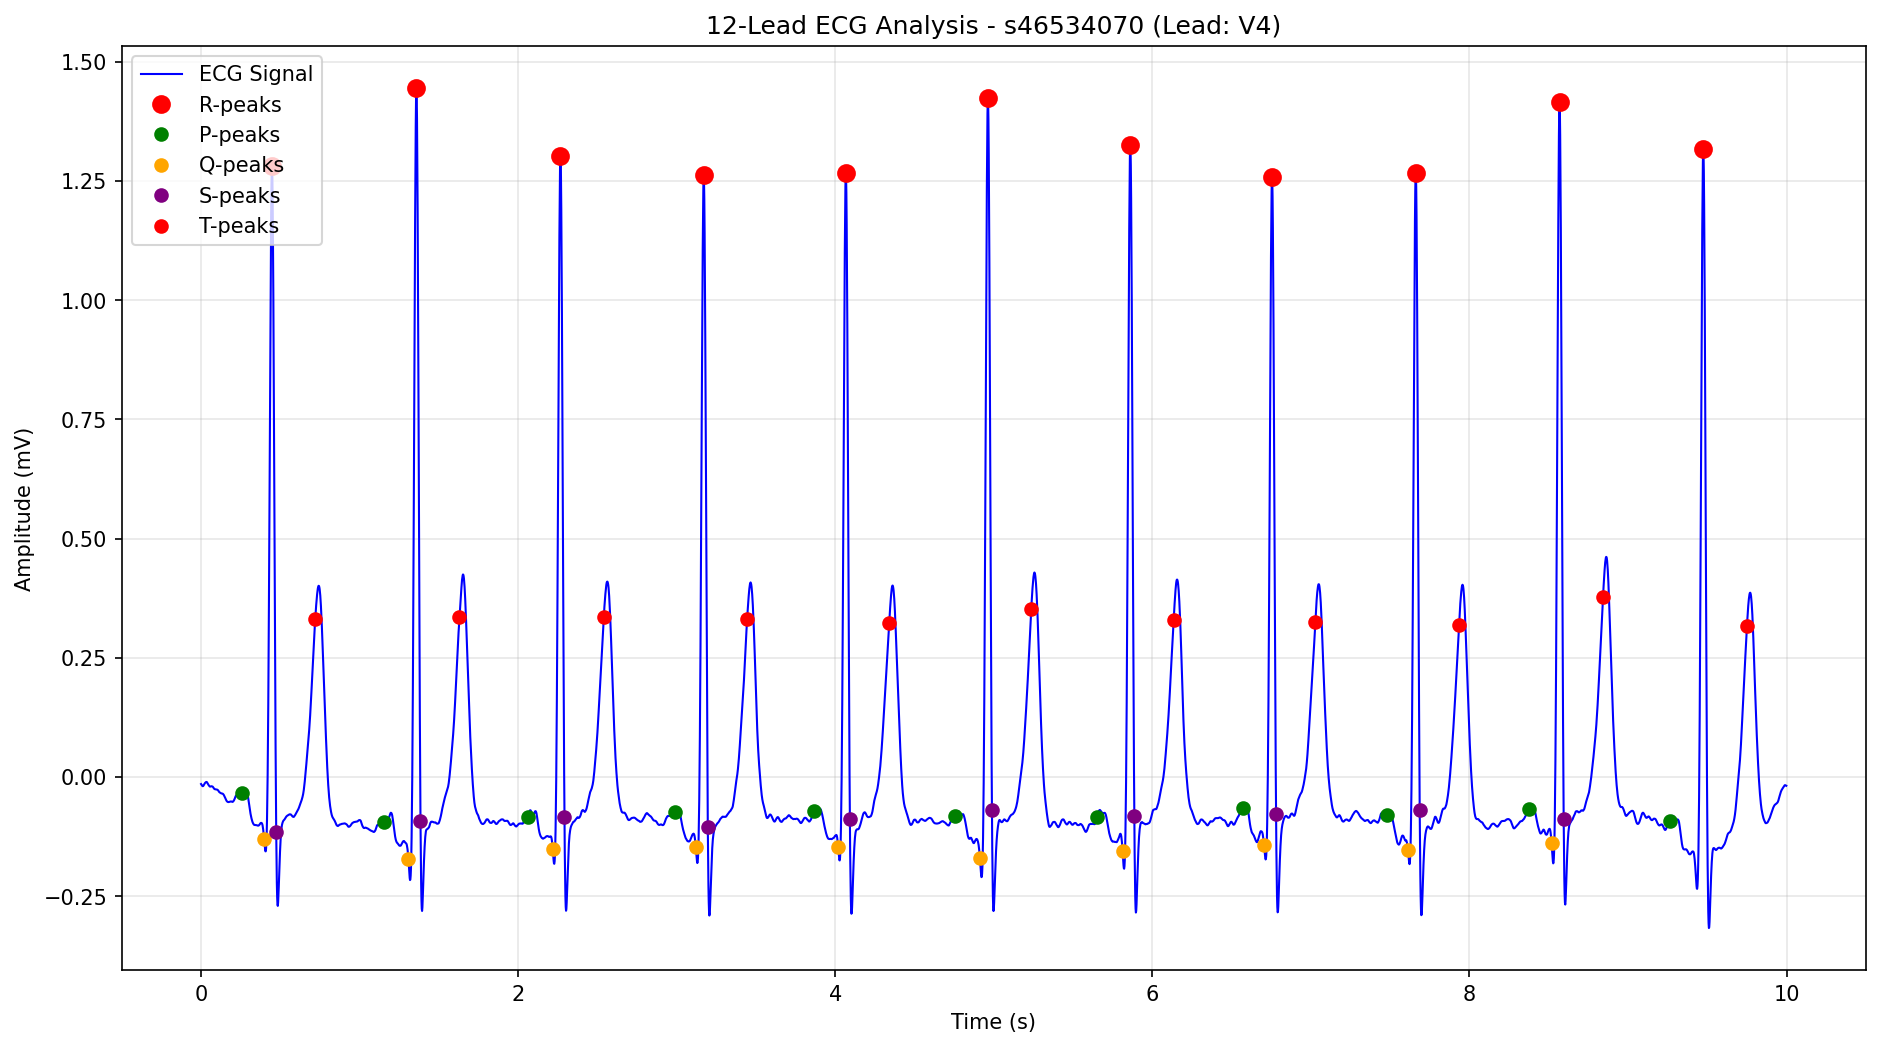 12-Lead ECG Analysis - s46534070 (Lead: V4)
ECG Signal
R-peaks
P-peaks
Q-peaks
S-peaks
T-peaks
Amplitude (mV)
1.50
1.25
1.00
0.75
0.50
0.25
0.00
−0.25
0
2
4
6
8
10
Time (s)